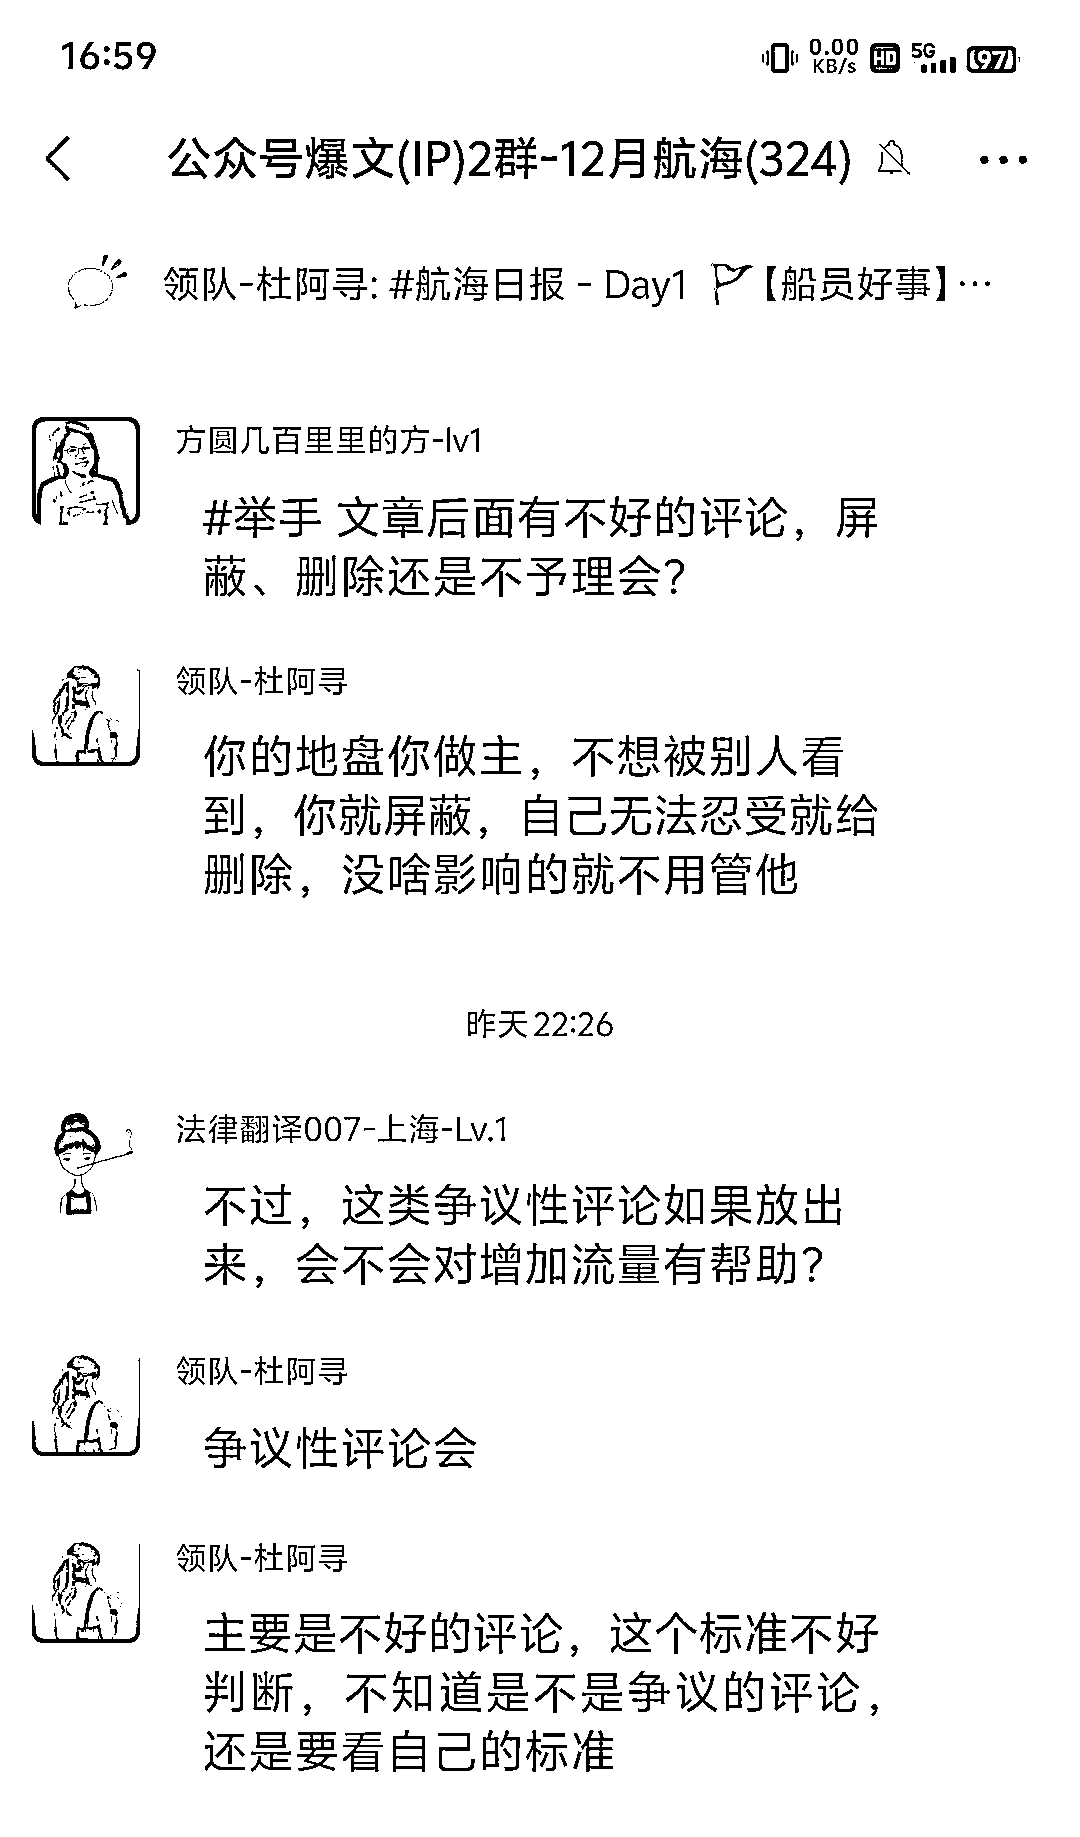 16:59
0.00
KB/s
HD
5G
97
公众号爆文(IP)2群-12月航海(324)
领队-杜阿寻: #航海日报 - Day1 【船员好事】…
方圆几百里里的方-lv1
#举手 文章后面有不好的评论，屏
蔽、删除还是不予理会？
领队-杜阿寻
你的地盘你做主，不想被别人看
到，你就屏蔽，自己无法忍受就给
删除，没啥影响的就不用管他
昨天 22:26
法律翻译007-上海-Lv.1
不过，这类争议性评论如果放出
来，会不会对增加流量有帮助？
领队-杜阿寻
争议性评论会
领队-杜阿寻
主要是不好的评论，这个标准不好
判断，不知道是不是争议的评论，
还是要看自己的标准